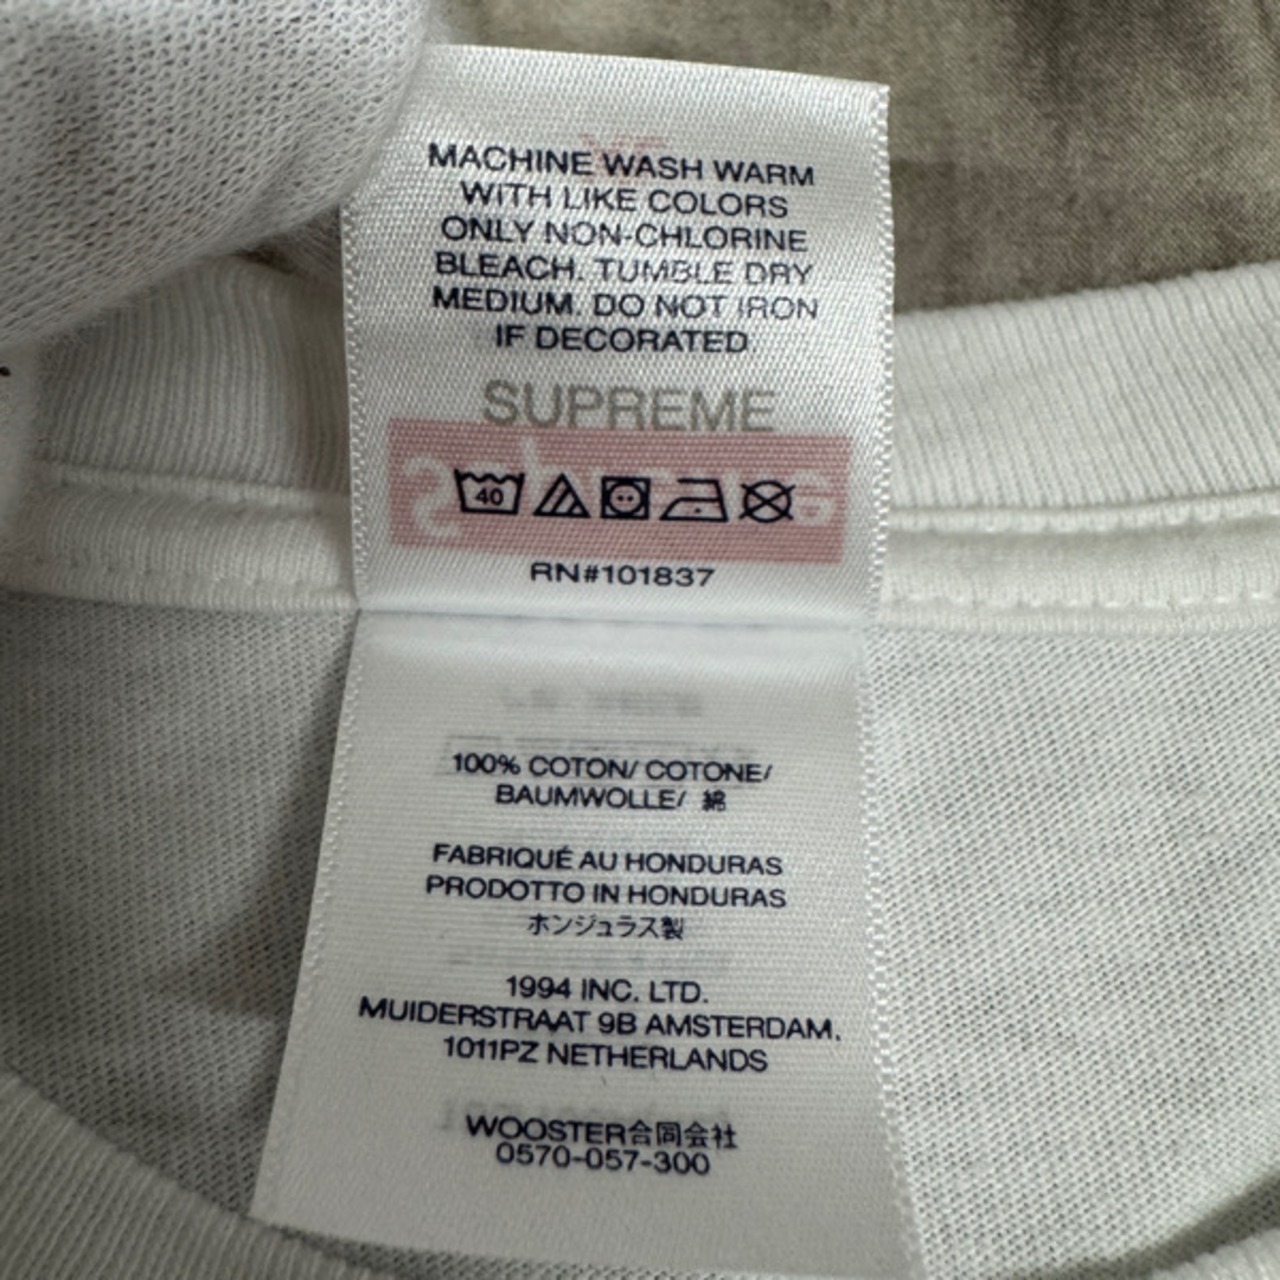 MACHINE WASH WARM
WITH LIKE COLORS
ONLY NON-CHLORINE
BLEACH. TUMBLE DRY
MEDIUM. DO NOT IRON
IF DECORATED
SUPREME
40
RN#101837
100% COTON/ COTONE/
BAUMWOLLE/ 綿
FABRIQUÉ AU HONDURAS
PRODOTTO IN HONDURAS
ホンジュラス製
1994 INC. LTD.
MUIDERSTRAAT 9B AMSTERDAM.
1011PZ NETHERLANDS
WOOSTER合同会社
0570-057-300